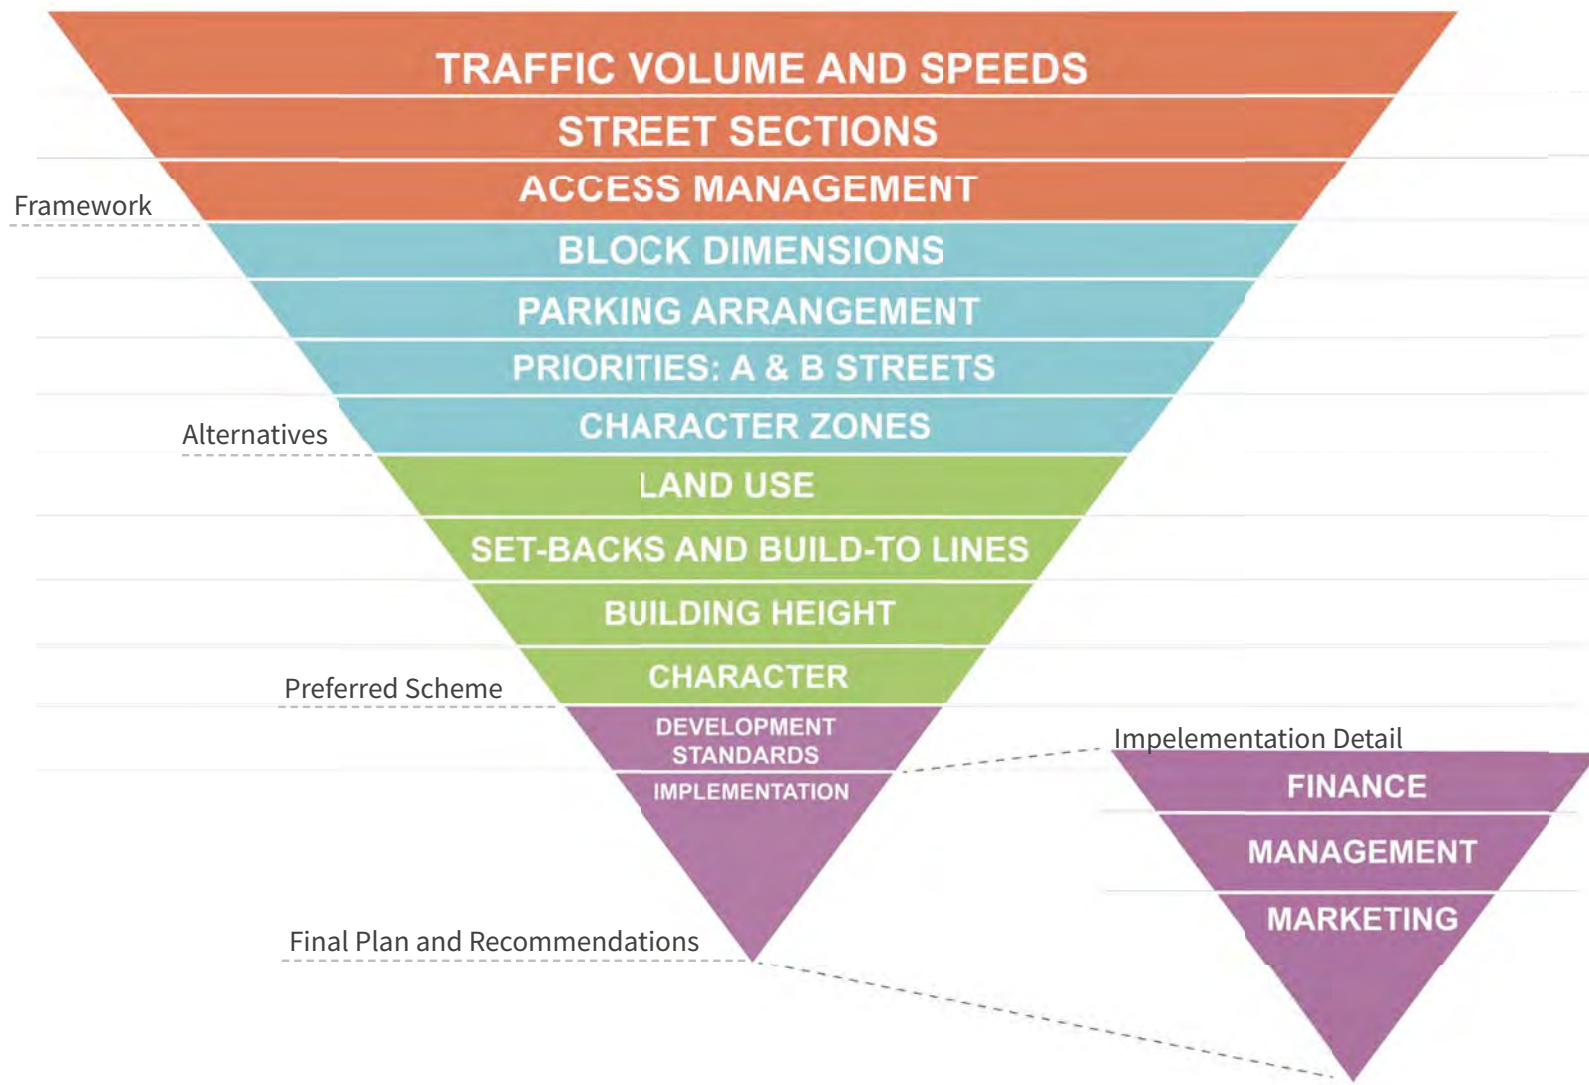 TRAFFIC VOLUME AND SPEEDS
STREET SECTIONS
ACCESS MANAGEMENT
Framework
BLOCK DIMENSIONS
PARKING ARRANGEMENT
PRIORITIES: A & B STREETS
CHARACTER ZONES
Alternatives
LAND USE
SET-BACKS AND BUILD-TO LINES
BUILDING HEIGHT
CHARACTER
Preferred Scheme
DEVELOPMENT
STANDARDS
IMPLEMENTATION
Final Plan and Recommendations
Impelementation Detail
FINANCE
MANAGEMENT
MARKETING